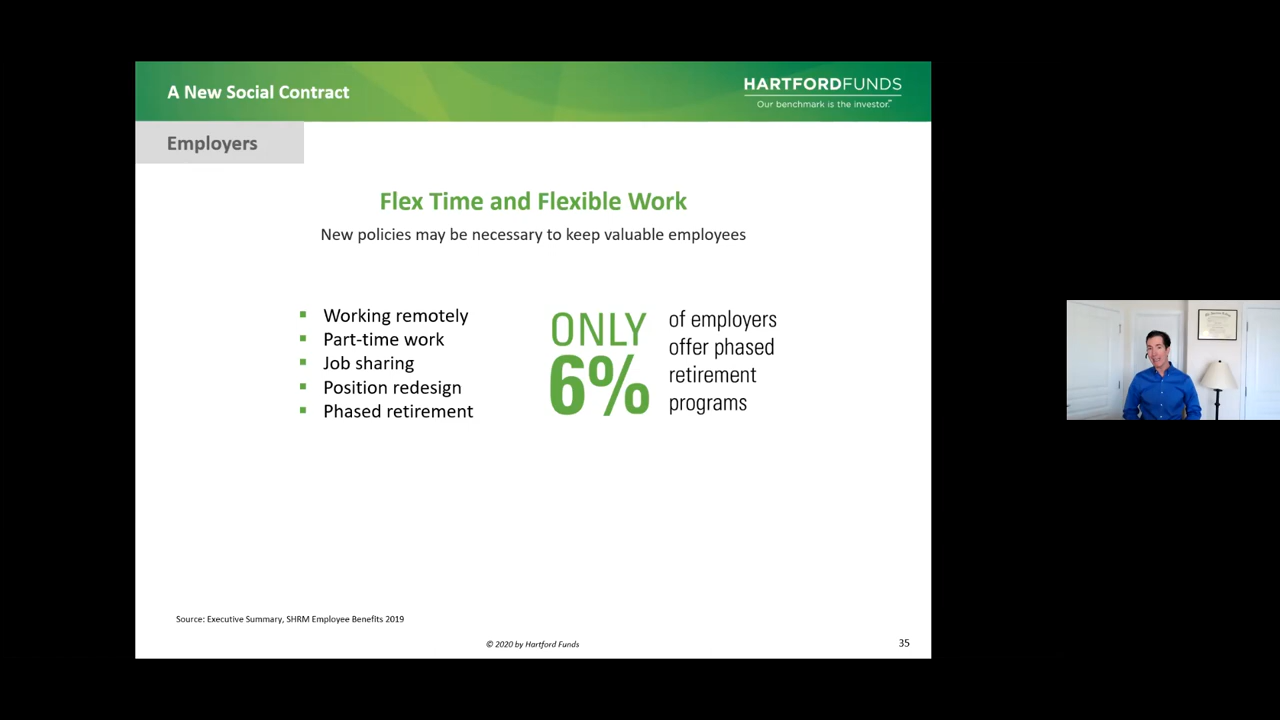 A New Social Contract
HARTFORDFUNDS
Our benchmark is the investor.™
Employers
Flex Time and Flexible Work
New policies may be necessary to keep valuable employees
▪ Working remotely
▪ Part-time work
▪ Job sharing
▪ Position redesign
▪ Phased retirement
ONLY
6%
of employers
offer phased
retirement
programs
Source: Executive Summary, SHRM Employee Benefits 2019
© 2020 by Hartford Funds
35